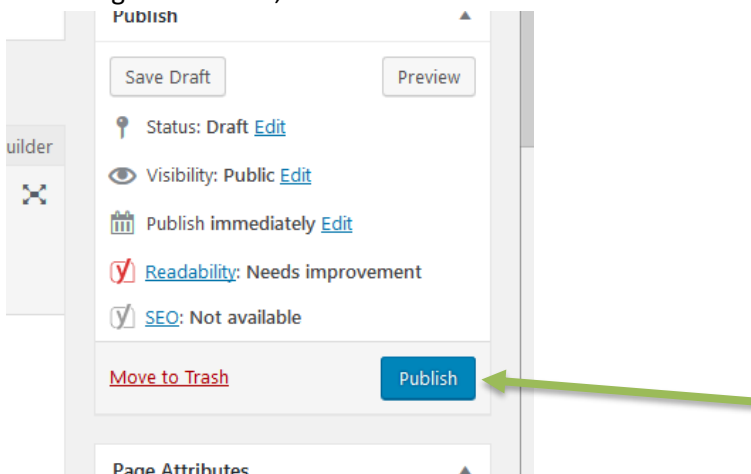 Publish
Save Draft Preview
Status: Draft Edit
uilder
Visibility: Public Edit
Publish immediately Edit
Readability: Needs improvement
SEO: Not available
Move to Trash Publish
Page Attributes